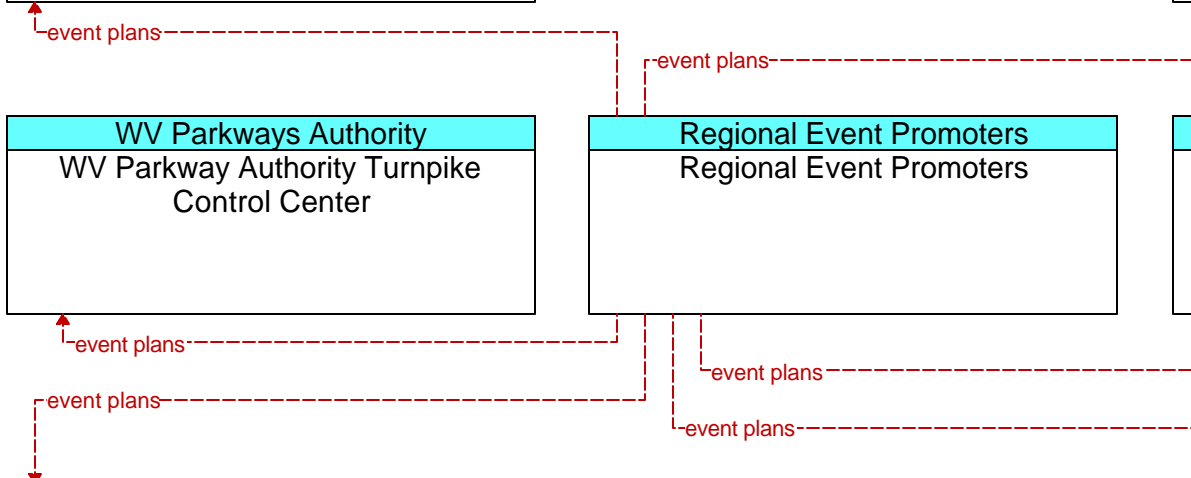 event plans
event plans
WV Parkways Authority
WV Parkway Authority Turnpike
Control Center
Regional Event Promoters
Regional Event Promoters
event plans
event plans
event plans
event plans